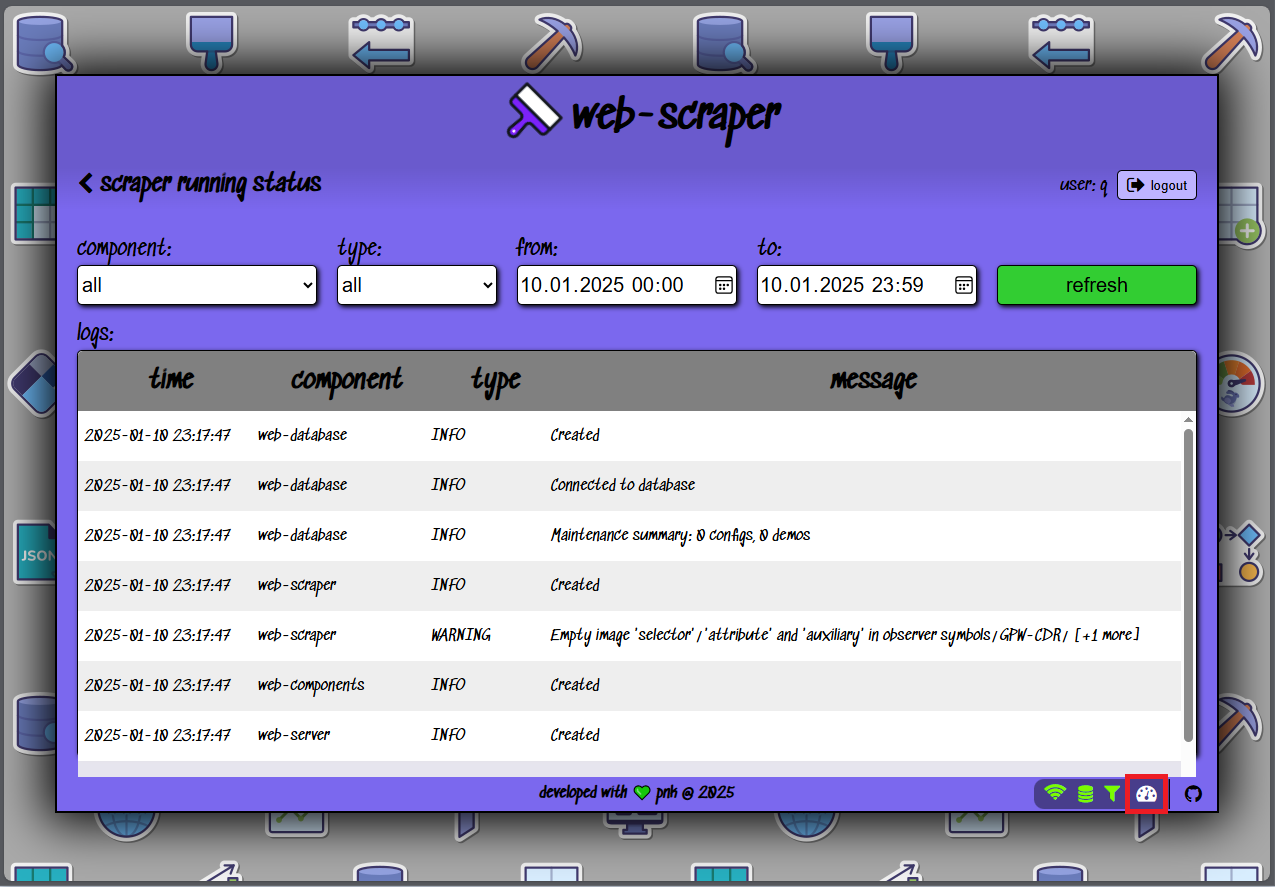 web-scraper
scraper running status
user: q
logout
component:
type:
from:
to:
all
all
10.01.2025 00:00
10.01.2025 23:59
refresh
logs:
time component type message
2025-01-10 23:17:47 web-database INFO Created
2025-01-10 23:17:47 web-database INFO Connected to database
2025-01-10 23:17:47 web-database INFO Maintenance summary: 0 configs, 0 demos
2025-01-10 23:17:47 web-scraper INFO Created
2025-01-10 23:17:47 web-scraper WARNING Empty image 'selector'/'attribute' and 'auxiliary' in observer symbols/GPW-CDR/ [+1 more]
2025-01-10 23:17:47 web-components INFO Created
2025-01-10 23:17:47 web-server INFO Created
JSON
developed with pnk @ 2025